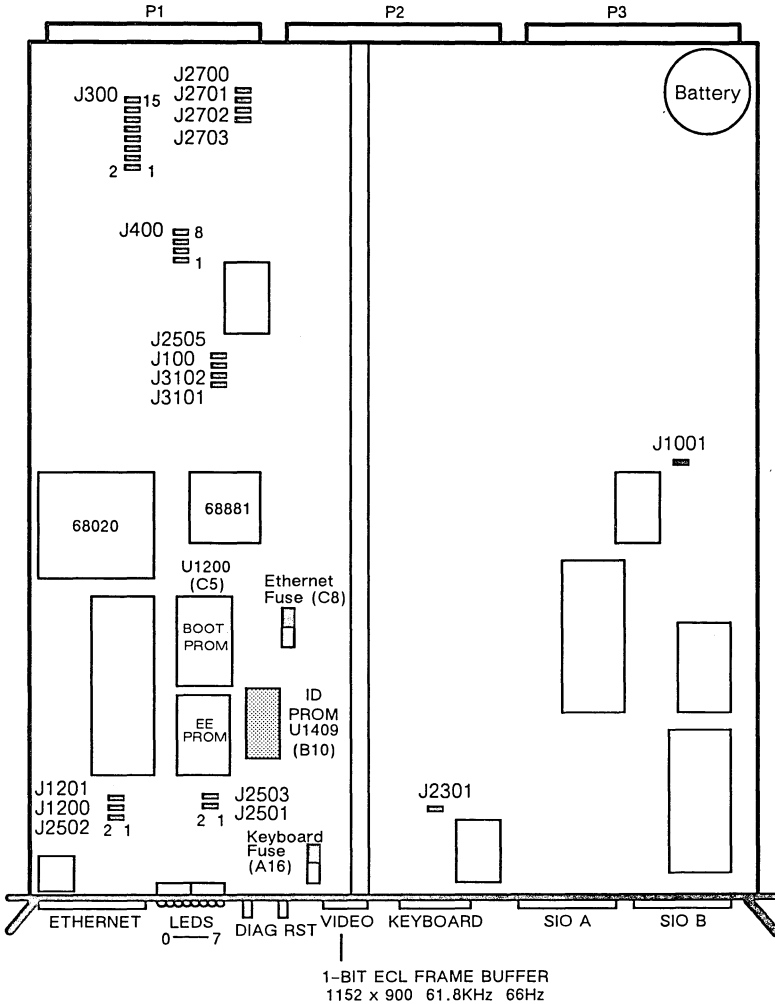 P1 P2 P3
J2700
J300 15 J2701
J2702
J2703
2 1
Battery
J400 8
1
J2505
J100
J3102
J3101
J1001
68020
68881
U1200
(C5)
Ethernet
Fuse (C8)
BOOT
PROM
ID
PROM
U1409
(B10)
EE
PROM
J1201
J1200
J2502 2 1
J2503
2 1 J2501
J2301
Keyboard
Fuse
(A16)
ETHERNET LEDS DIAG RST VIDEO KEYBOARD SIO A SIO B
0 7
1-BIT ECL FRAME BUFFER
1152 x 900 61.8KHz 66Hz